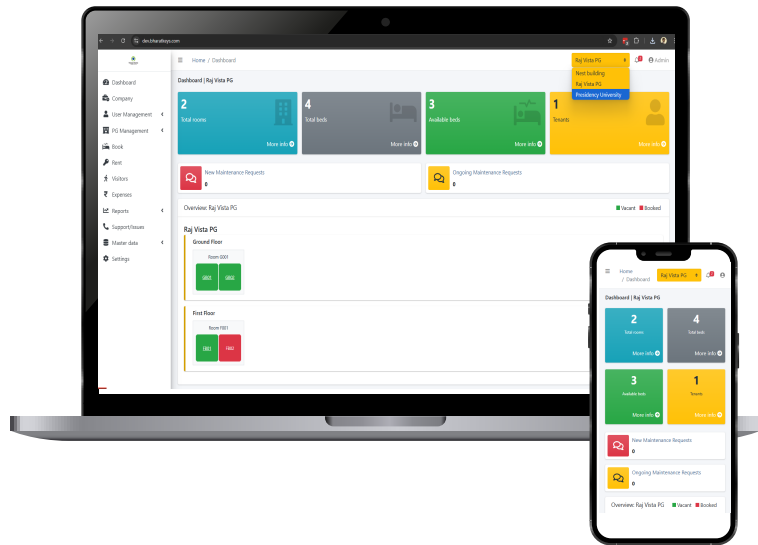 dev.bharatkeys.com
Home / Dashboard
Raj Vista PG
Admin
Next building
Raj Vista PG
Presidency University
Dashboard
Company
User Management
PG Management
Book
Rent
Visitors
Expenses
Reports
Support/Issues
Master data
Settings
Dashboard | Raj Vista PG
2
Total rooms
More info
4
Total beds
More info
3
Available beds
More info
1
Tenants
More info
New Maintenance Requests
0
Ongoing Maintenance Requests
0
Overview: Raj Vista PG
Vacant Booked
Raj Vista PG
Ground Floor
Room G001
First Floor
Room F001
Home
/ Dashboard
Raj Vista PG
Dashboard | Raj Vista PG
2
Total rooms
More info
4
Total beds
More info
3
Available beds
More info
1
Tenants
More info
New Maintenance Requests
0
Ongoing Maintenance Requests
0
Overview: Raj Vista PG Vacant Booked